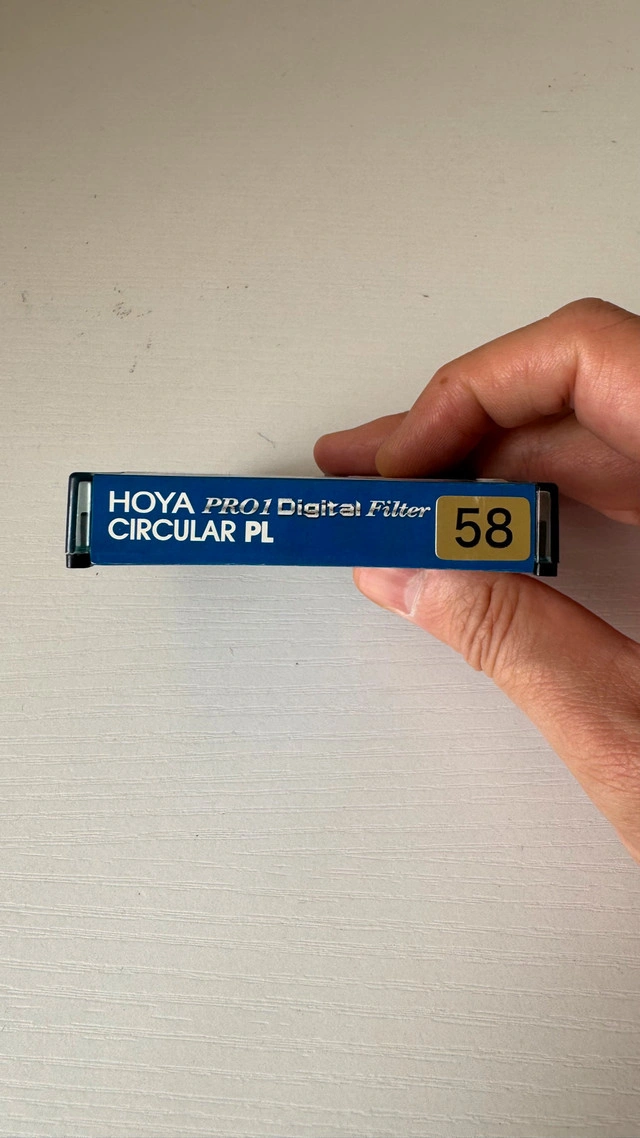 HOYA PRO1 Digital Filter
CIRCULAR PL
58